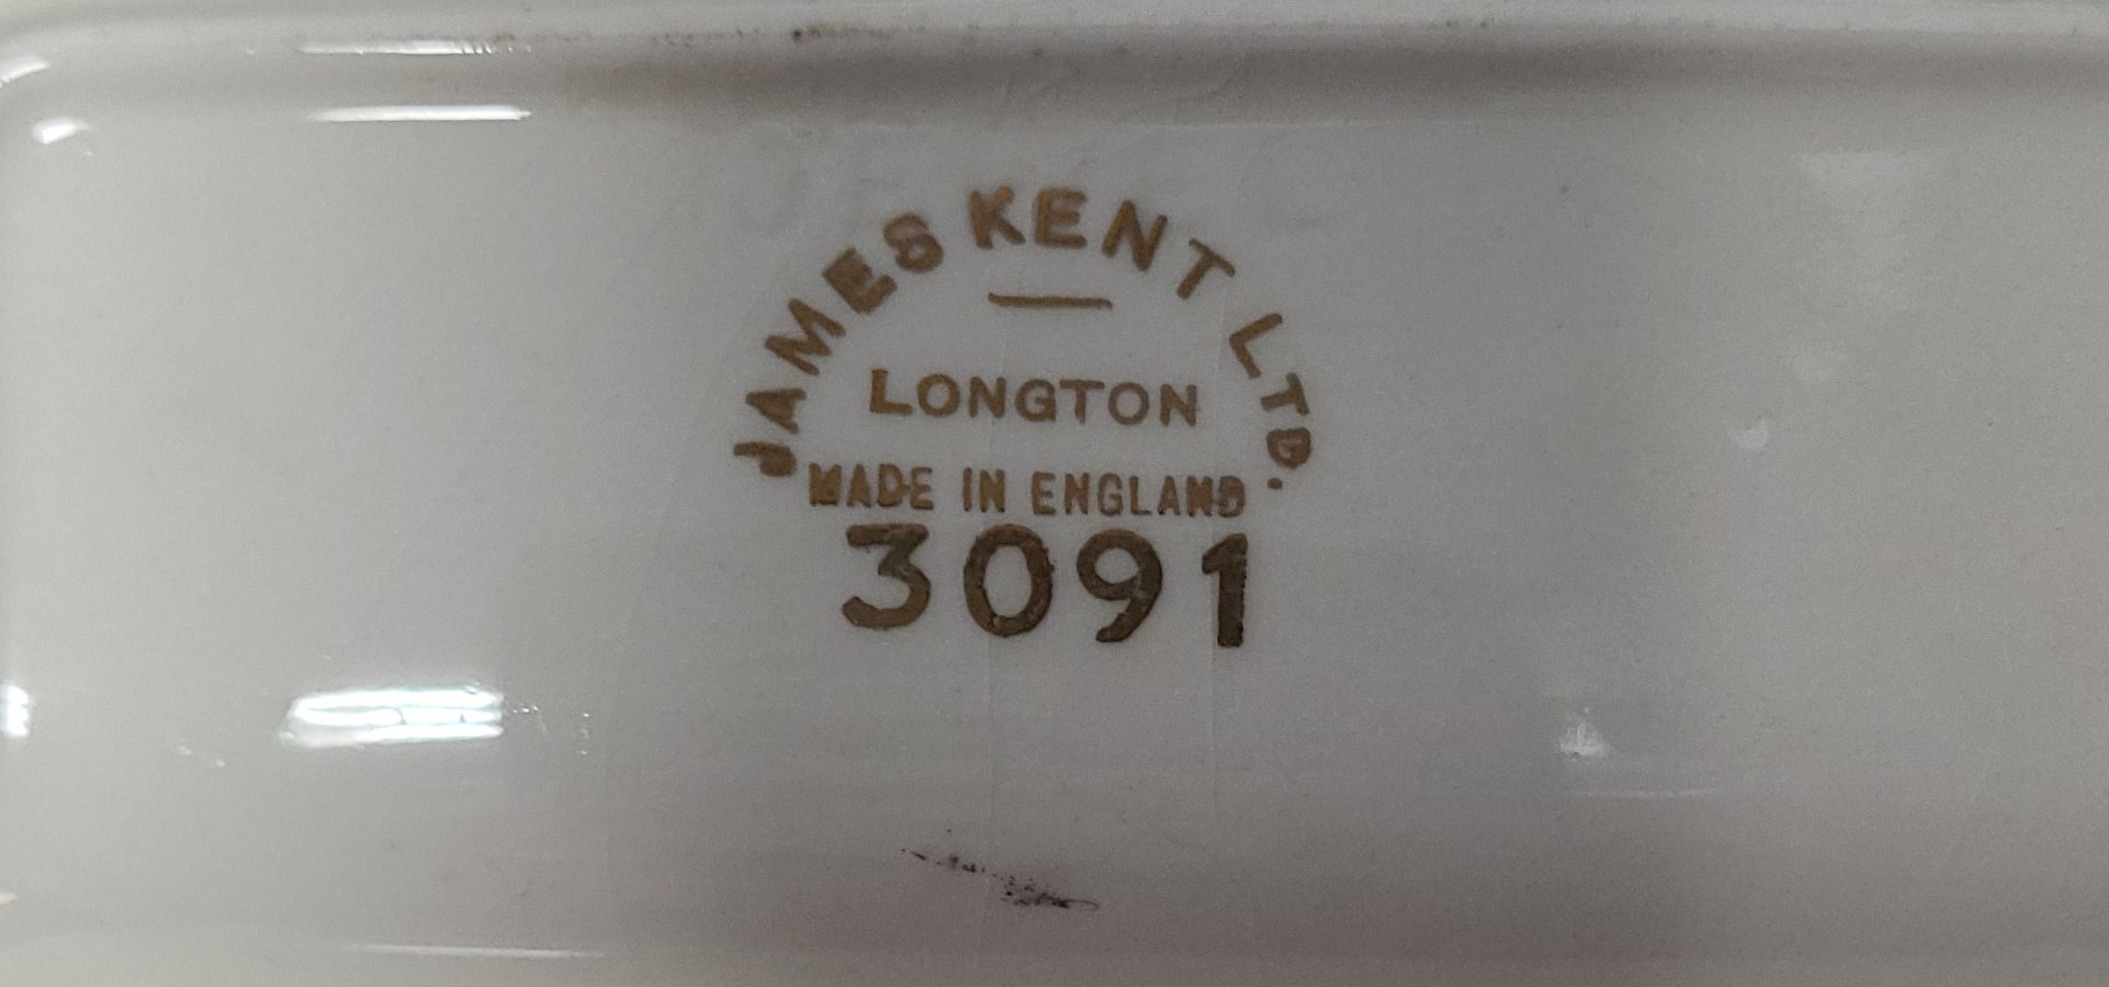 JAMES KENT LTD.
LONGTON
MADE IN ENGLAND
3091